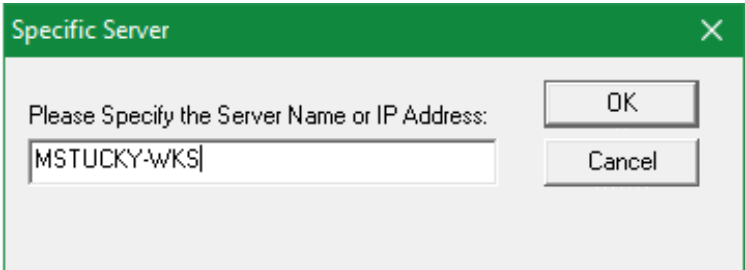 Specific Server
OK
Please Specify the Server Name or IP Address:
MSTUCKY-WKS
Cancel